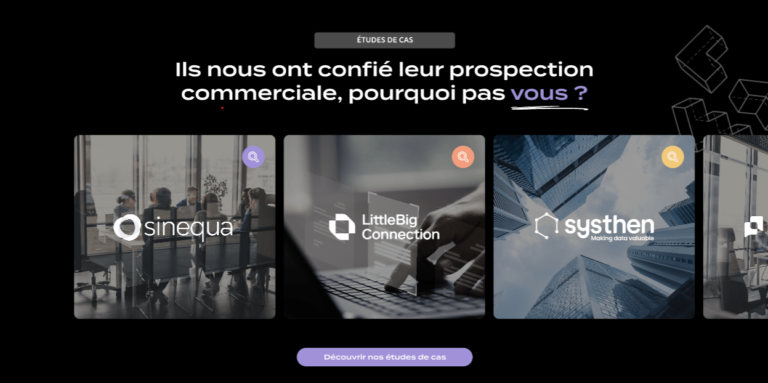 ÉTUDES DE CAS
Ils nous ont confié leur prospection
commerciale, pourquoi pas vous ?
sinequa
LittleBig
Connection
systhen
Making data valuable
Découvrir nos études de cas